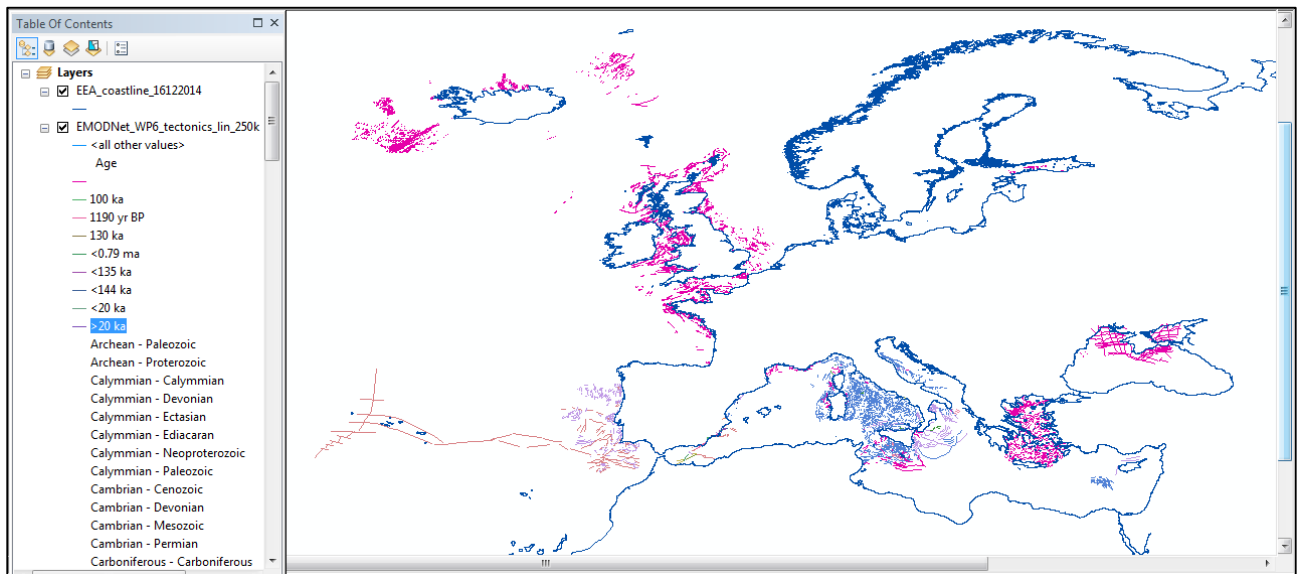 Table Of Contents
Layers
EEA_coastline_16122014
EMODNet_WP6_tectonics_lin_250k
<all other values>
Age
100 ka
1190 yr BP
130 ka
<0.79 ma
<135 ka
<144 ka
<20 ka
>20 ka
Archean - Paleozoic
Archean - Proterozoic
Calymmian - Calymmian
Calymmian - Devonian
Calymmian - Ectasian
Calymmian - Ediacaran
Calymmian - Neoproterozoic
Calymmian - Paleozoic
Cambrian - Cenozoic
Cambrian - Devonian
Cambrian - Mesozoic
Cambrian - Permian
Carboniferous - Carboniferous